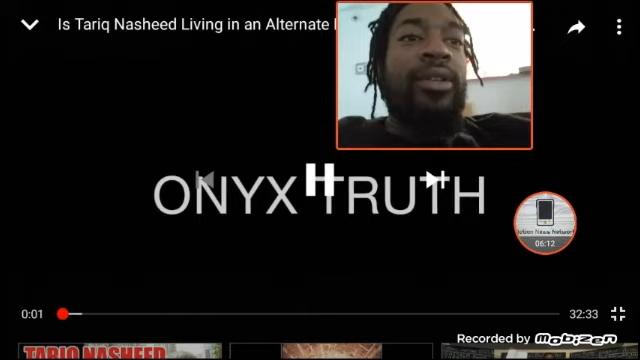 Is Tariq Nasheed Living in an Alternate
ONYX TRUTH
06:12
0:01
32:33
Recorded by mobizen
TARIQ NASHEED